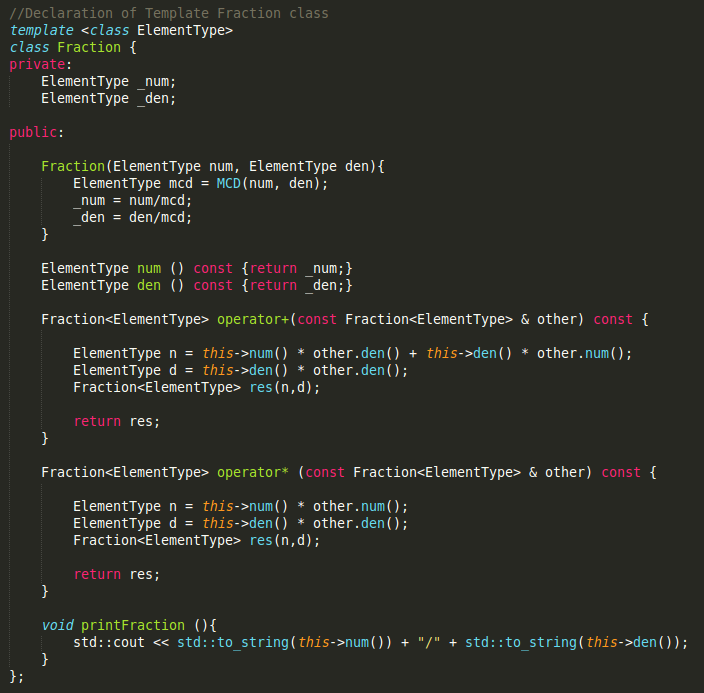 //Declaration of Template Fraction class
template <class ElementType>
class Fraction {
private:
    ElementType _num;
    ElementType _den;

public:

    Fraction(ElementType num, ElementType den){
        ElementType mcd = MCD(num, den);
        _num = num/mcd;
        _den = den/mcd;
    }

    ElementType num () const {return _num;}
    ElementType den () const {return _den;}

    Fraction<ElementType> operator+(const Fraction<ElementType> & other) const {

        ElementType n = this->num() * other.den() + this->den() * other.num();
        ElementType d = this->den() * other.den();
        Fraction<ElementType> res(n,d);

        return res;
    }

    Fraction<ElementType> operator* (const Fraction<ElementType> & other) const {

        ElementType n = this->num() * other.num();
        ElementType d = this->den() * other.den();
        Fraction<ElementType> res(n,d);

        return res;
    }

    void printFraction (){
        std::cout << std::to_string(this->num()) + "/" + std::to_string(this->den());
    }
};